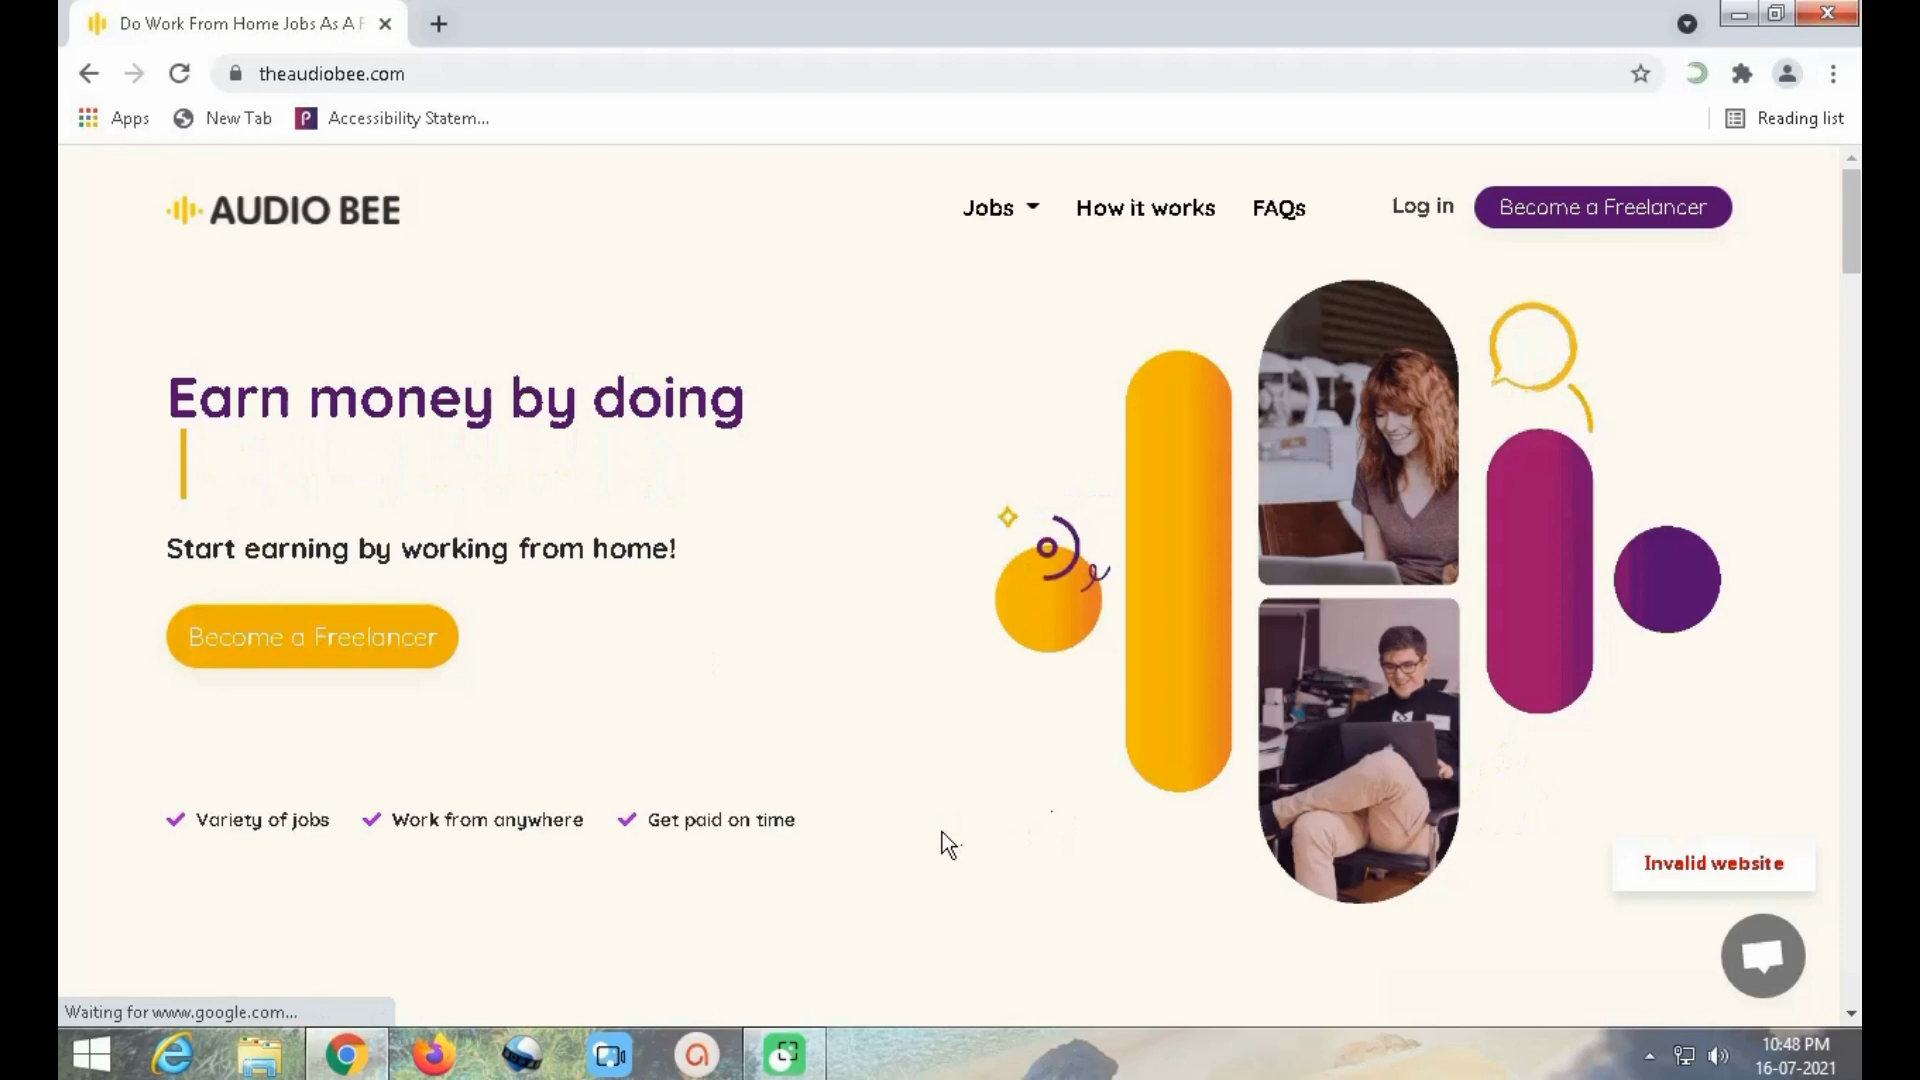 Do Work From Home Jobs As A F
theaudiobee.com
Apps
New Tab
Accessibility Statem...
Reading list
AUDIO BEE
Jobs
How it works
FAQs
Log in
Become a Freelancer
Earn money by doing
Start earning by working from home!
Become a Freelancer
Variety of jobs
Work from anywhere
Get paid on time
Invalid website
Waiting for www.google.com...
10:48 PM
16-07-2021